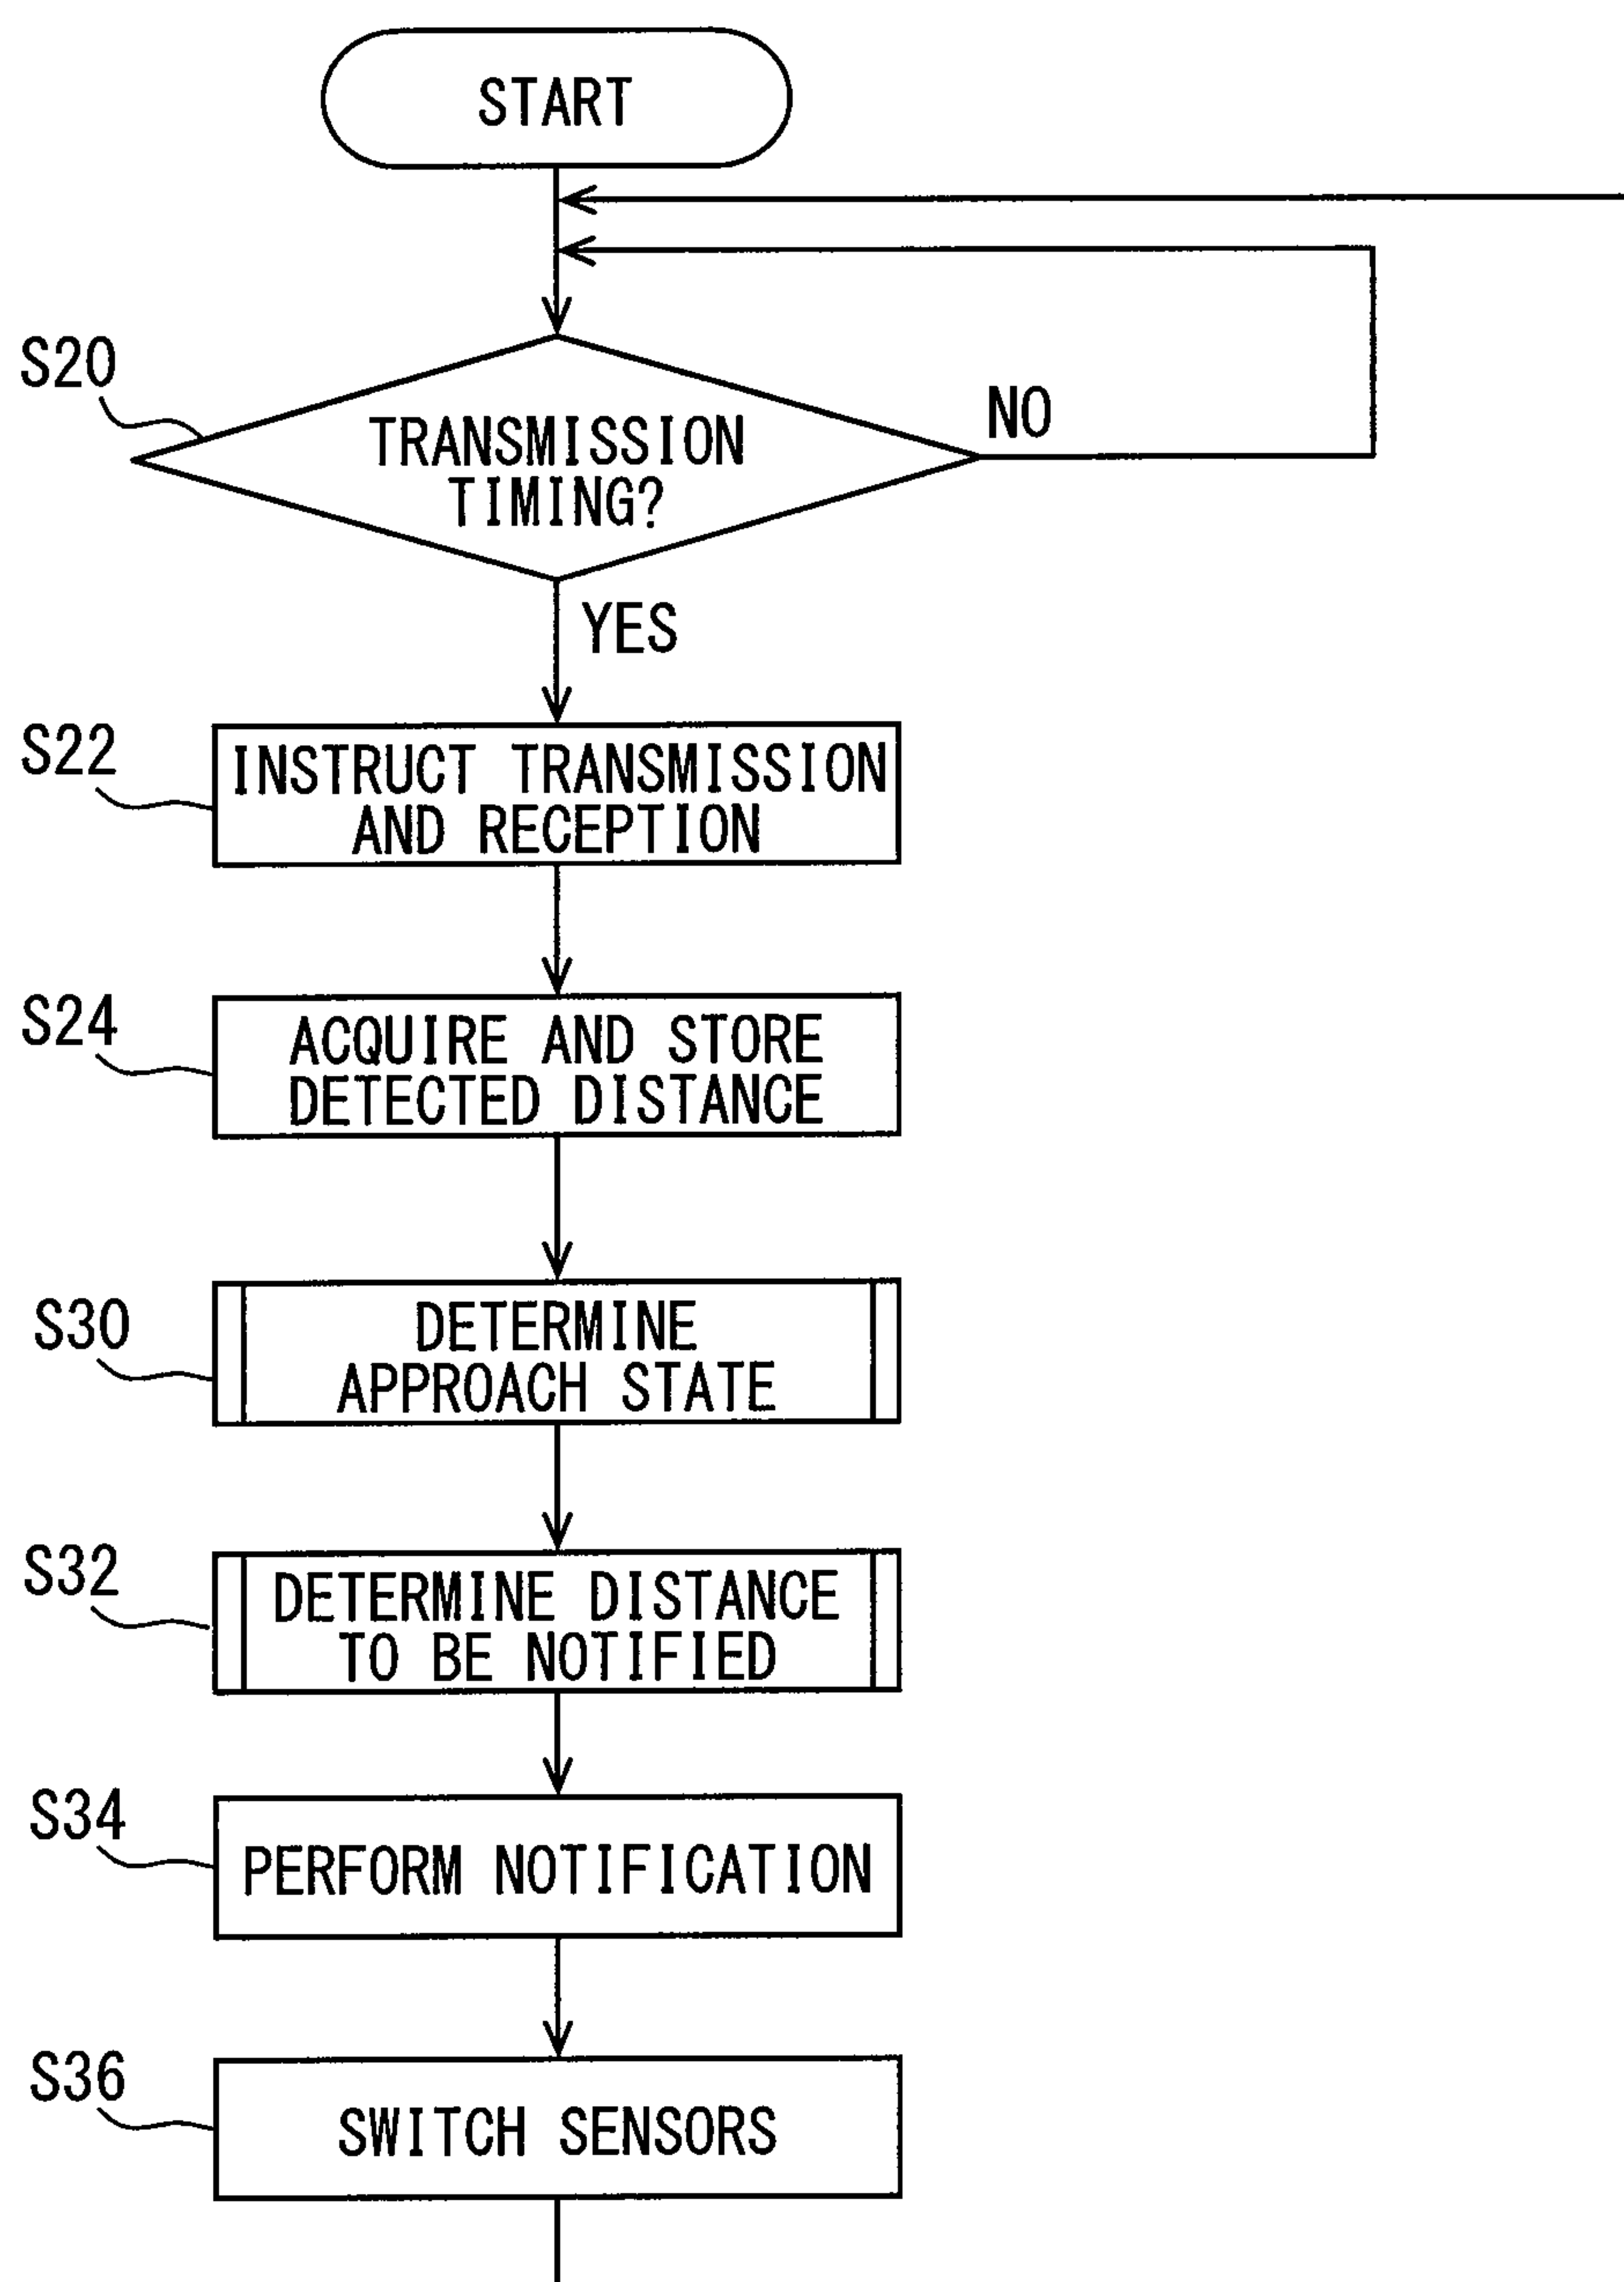 START
S20
TRANSMISSION
TIMING?
NO
YES
S22
INSTRUCT TRANSMISSION
AND RECEPTION
S24
ACQUIRE AND STORE
DETECTED DISTANCE
S30
DETERMINE
APPROACH STATE
S32
DETERMINE DISTANCE
TO BE NOTIFIED
S34
PERFORM NOTIFICATION
S36
SWITCH SENSORS